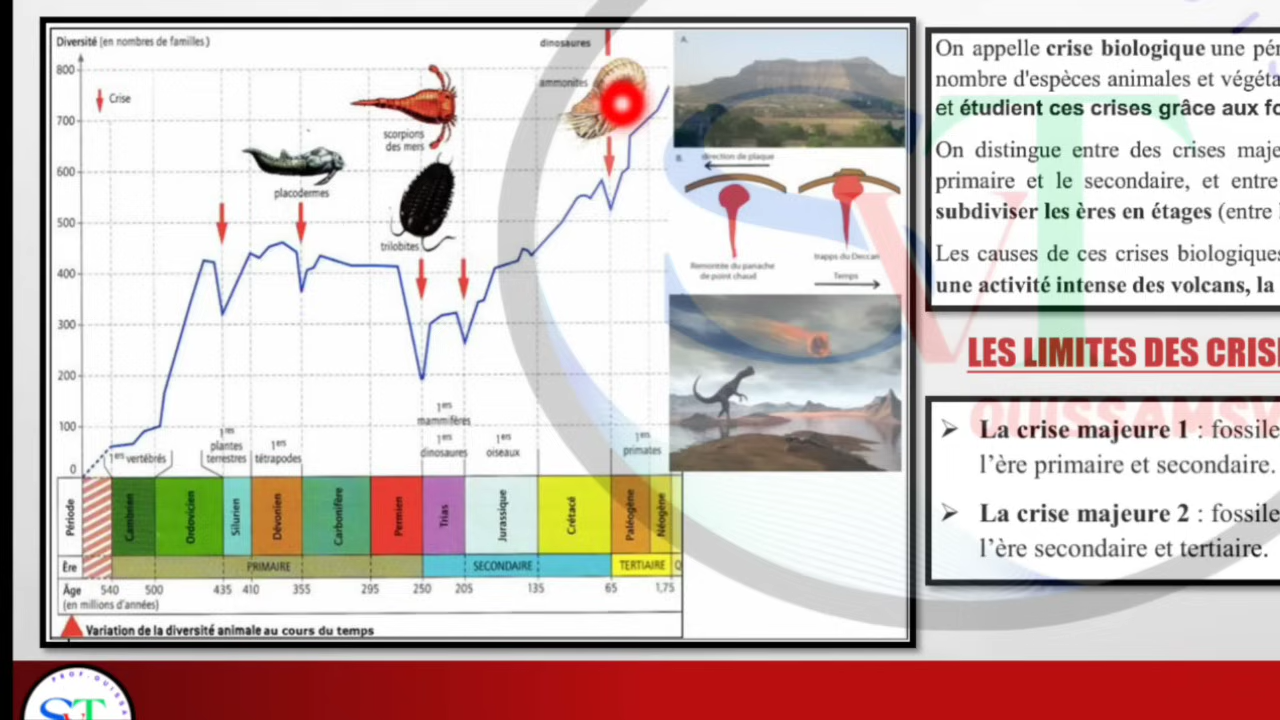 Diversité (en nombres de familles)
800
700
600
500
400
300
200
100
0
Crise
placodermes
scorpions
des mers
trilobites
dinosaures
ammonites
1ers vertébrés
1res
plantes
terrestres
1ers
tétrapodes
1ers
mammifères
1ers
dinosaures
1ers
oiseaux
1ers
primates
Période
Cambrien
Ordovicien
Silurien
Dévonien
Carbonifère
Permien
Trias
Jurassique
Crétacé
Paléogène
Néogène
Ère
PRIMAIRE
SECONDAIRE
TERTIAIRE
Q
Âge
540 500 435 410 355 295 250 205 135 65 1,75
(en millions d'années)
Variation de la diversité animale au cours du temps
A.
B.
direction de plaque
Remontée du panache
de point chaud
trapps du Deccan
Temps
On appelle crise biologique une pér
nombre d'espèces animales et végéta
et étudient ces crises grâce aux fo
On distingue entre des crises maje
primaire et le secondaire, et entre
subdiviser les ères en étages (entre l
Les causes de ces crises biologiques
une activité intense des volcans, la
LES LIMITES DES CRISE
La crise majeure 1 : fossile
l'ère primaire et secondaire.
La crise majeure 2 : fossile
l'ère secondaire et tertiaire.
SVT
OUISSAMSV
PROF-OUISSA
SVT